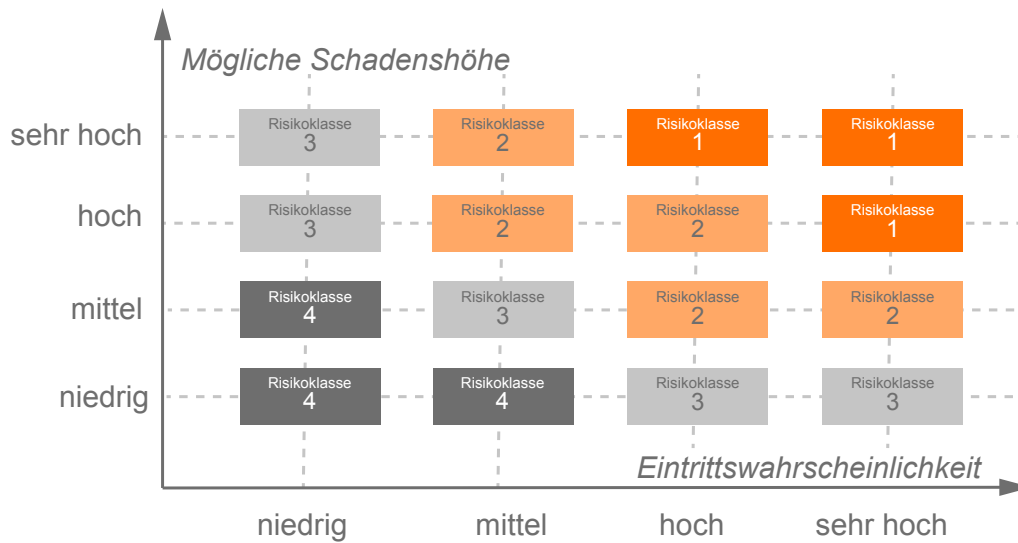 Mögliche Schadenshöhe
sehr hoch
Risikoklasse
3
Risikoklasse
2
Risikoklasse
1
Risikoklasse
1
hoch
Risikoklasse
3
Risikoklasse
2
Risikoklasse
2
Risikoklasse
1
mittel
Risikoklasse
4
Risikoklasse
3
Risikoklasse
2
Risikoklasse
2
niedrig
Risikoklasse
4
Risikoklasse
4
Risikoklasse
3
Risikoklasse
3
Eintrittswahrscheinlichkeit
niedrig
mittel
hoch
sehr hoch